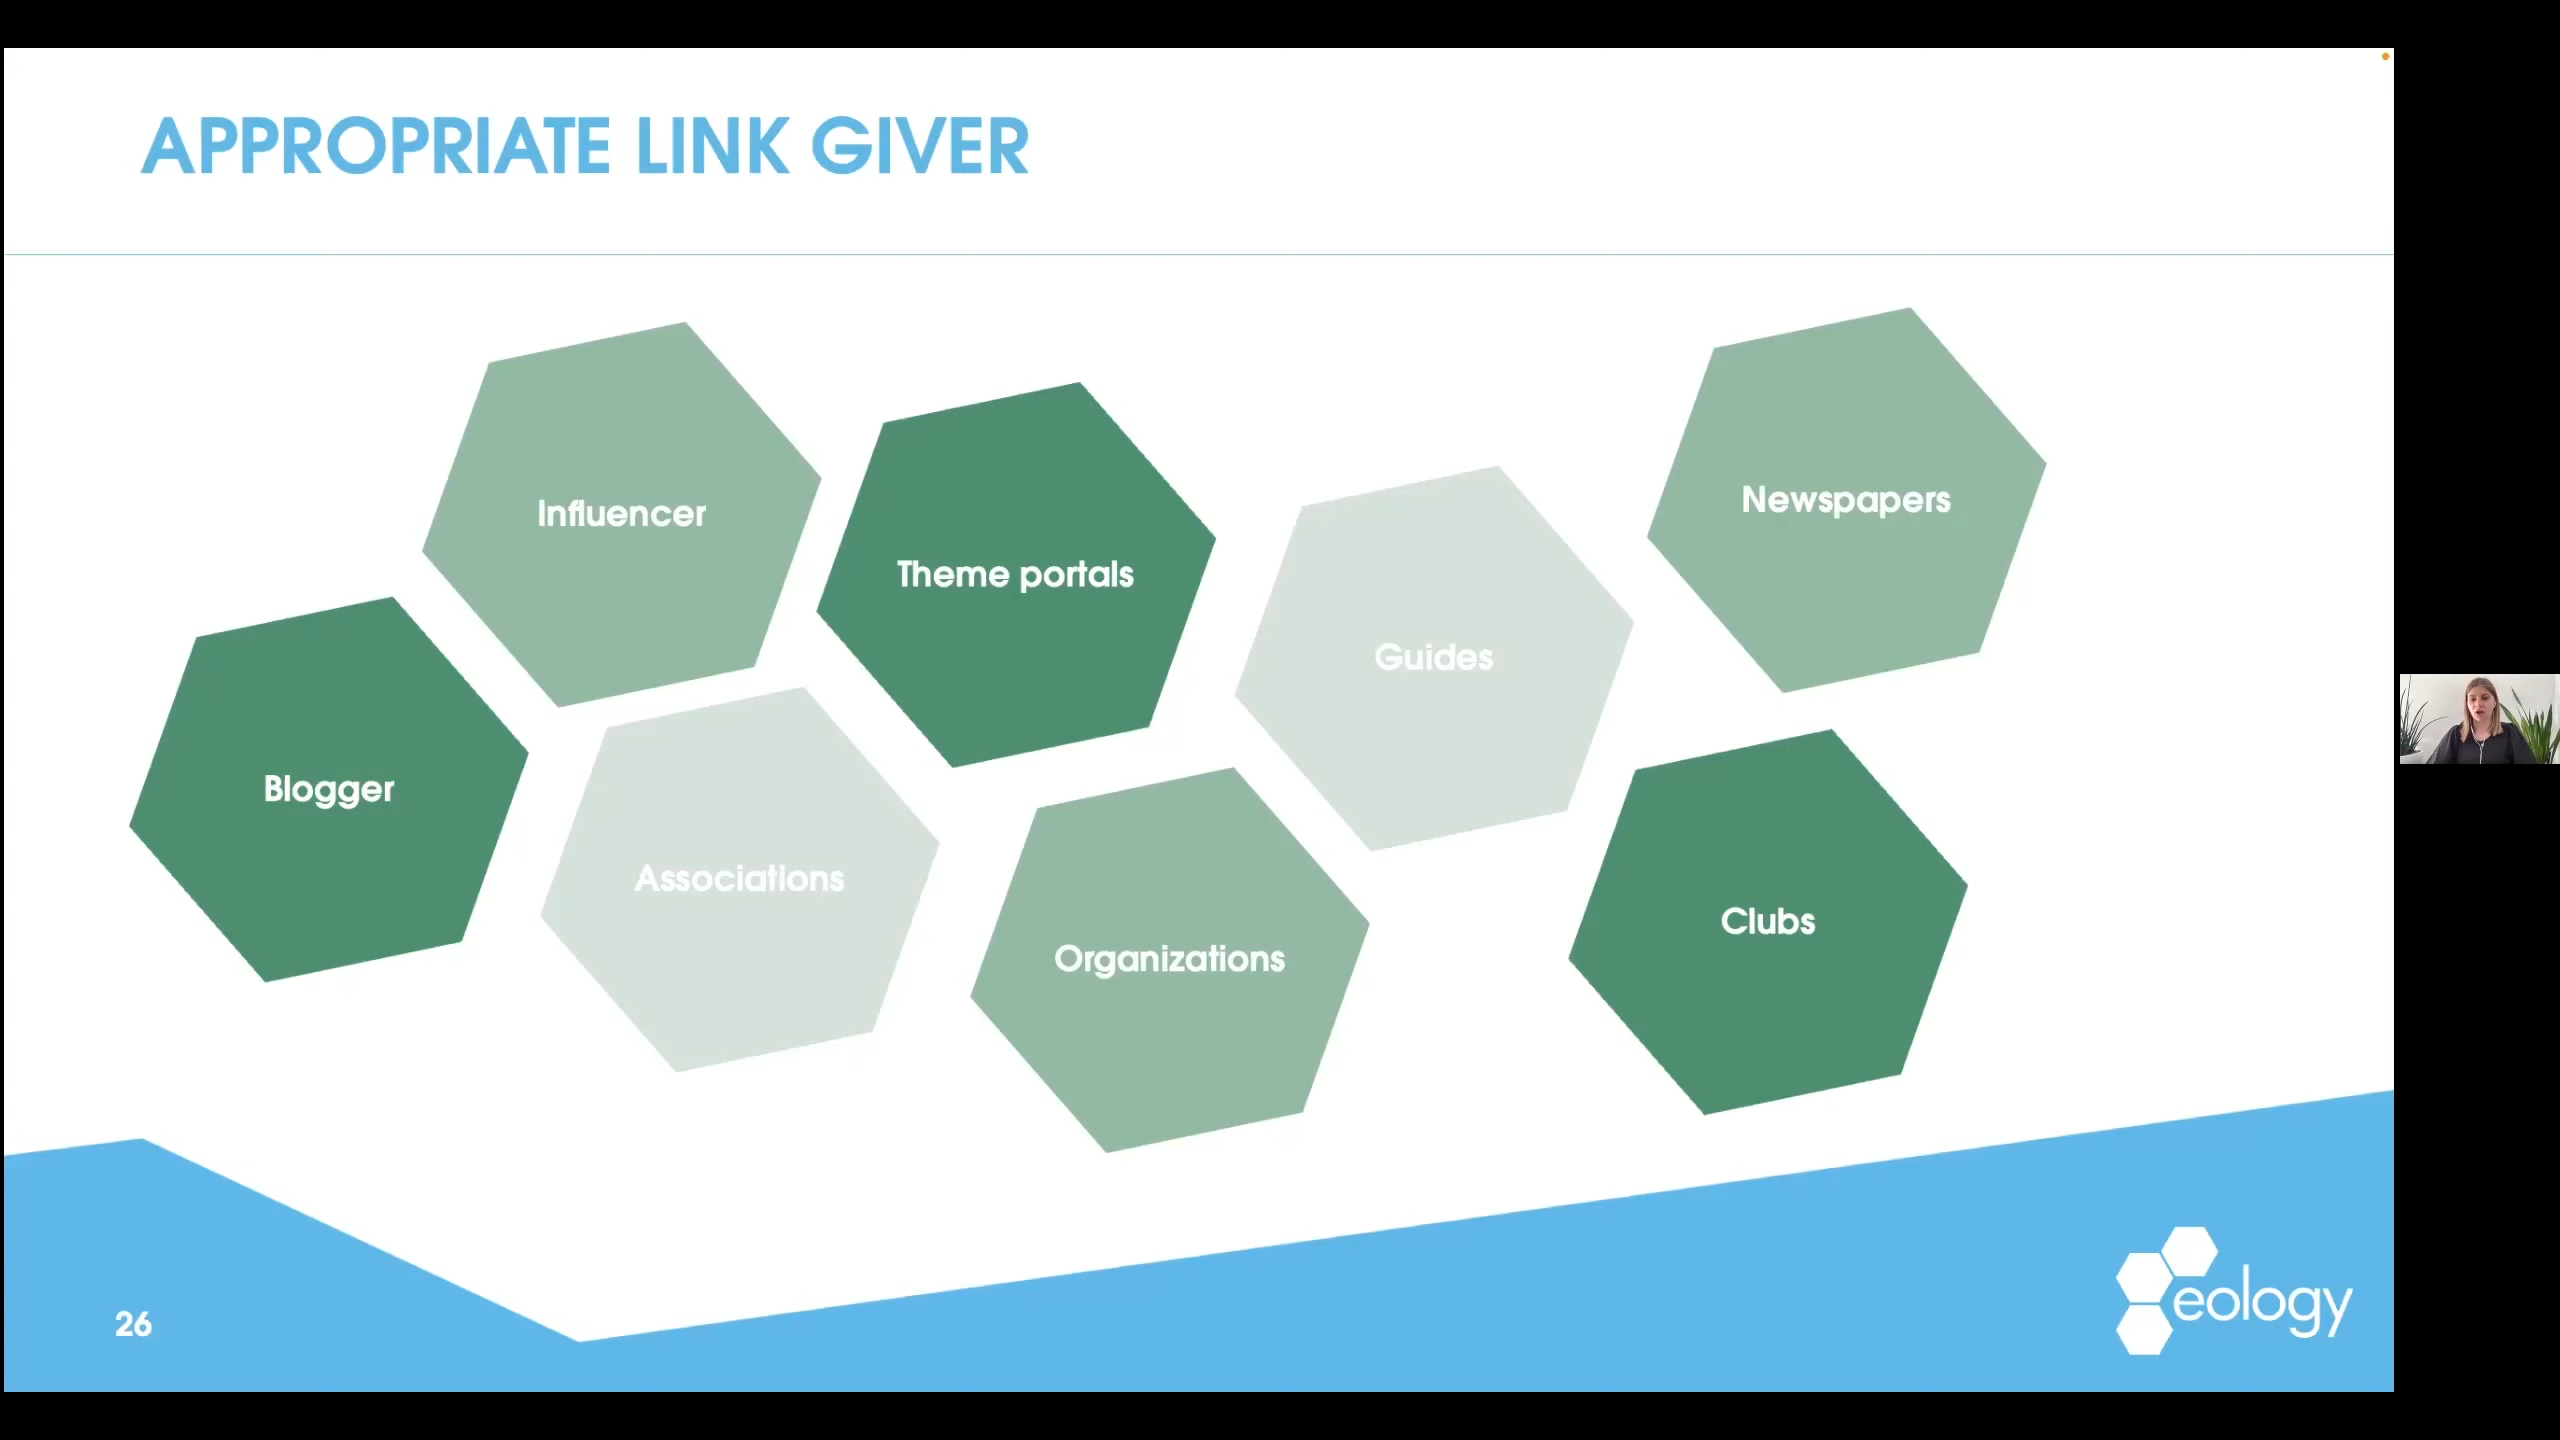 APPROPRIATE LINK GIVER
Influencer
Newspapers
Theme portals
Guides
Blogger
Associations
Clubs
Organizations
26
eology